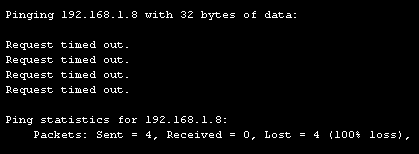 Pinging 192.168.1.8 with 32 bytes of data:
Request timed out.
Request timed out.
Request timed out.
Request timed out.
Ping statistics for 192.168.1.8:
Packets: Sent = 4, Received = 0, Lost = 4 (100% loss),